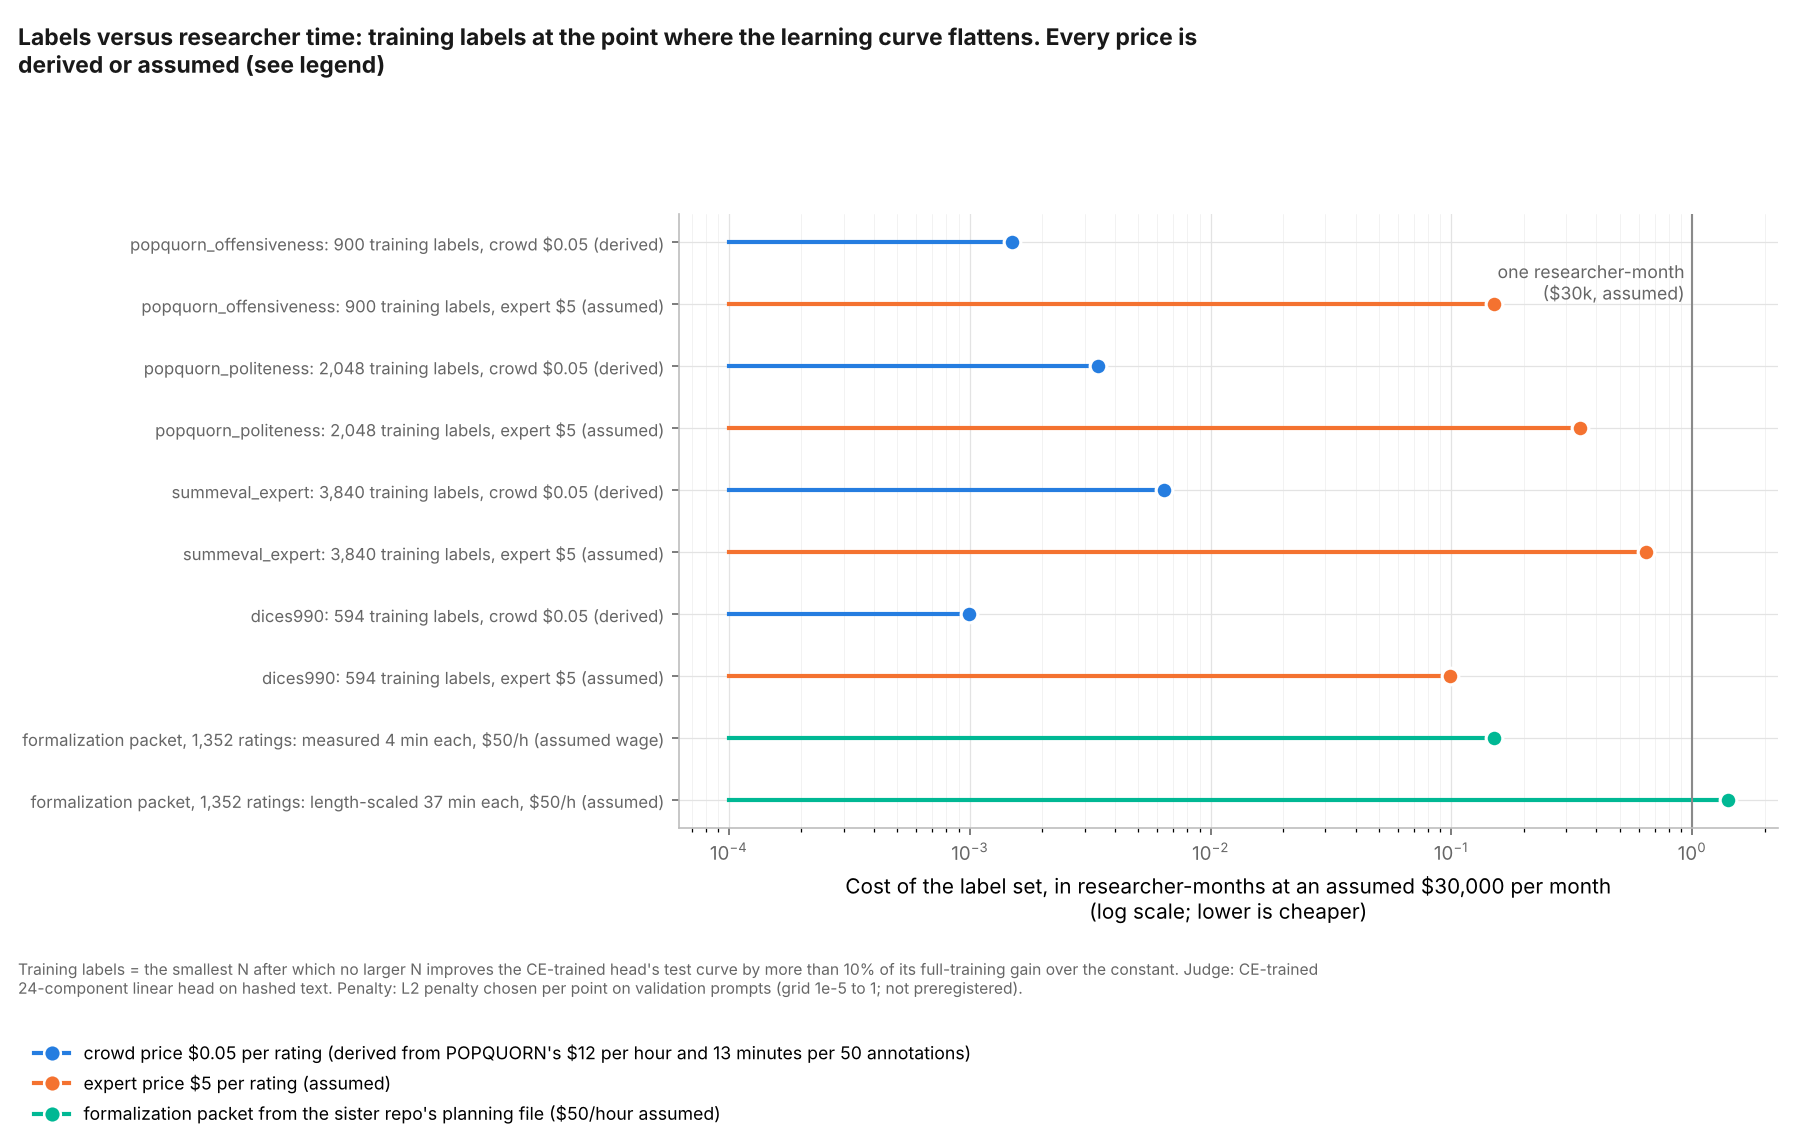 Labels versus researcher time: training labels at the point where the learning curve flattens. Every price is
derived or assumed (see legend)
popquorn_offensiveness: 900 training labels, crowd $0.05 (derived)
one researcher-month
($30k, assumed)
popquorn_offensiveness: 900 training labels, expert $5 (assumed)
popquorn_politeness: 2,048 training labels, crowd $0.05 (derived)
popquorn_politeness: 2,048 training labels, expert $5 (assumed)
summeval_expert: 3,840 training labels, crowd $0.05 (derived)
summeval_expert: 3,840 training labels, expert $5 (assumed)
dices990: 594 training labels, crowd $0.05 (derived)
dices990: 594 training labels, expert $5 (assumed)
formalization packet, 1,352 ratings: measured 4 min each, $50/h (assumed wage)
formalization packet, 1,352 ratings: length-scaled 37 min each, $50/h (assumed)
10⁻⁴ 10⁻³ 10⁻² 10⁻¹ 10⁰
Cost of the label set, in researcher-months at an assumed $30,000 per month
(log scale; lower is cheaper)
Training labels = the smallest N after which no larger N improves the CE-trained head's test curve by more than 10% of its full-training gain over the constant. Judge: CE-trained
24-component linear head on hashed text. Penalty: L2 penalty chosen per point on validation prompts (grid 1e-5 to 1; not preregistered).
crowd price $0.05 per rating (derived from POPQUORN's $12 per hour and 13 minutes per 50 annotations)
expert price $5 per rating (assumed)
formalization packet from the sister repo's planning file ($50/hour assumed)